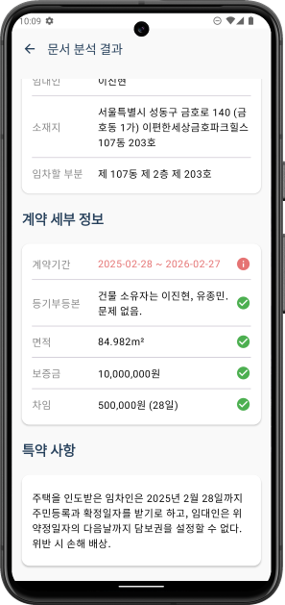 10:09
문서 분석 결과
임대인 이진현
소재지 서울특별시 성동구 금호로 140 (금
호동 1가) 이편한세상금호파크힐스
107동 203호
임차할 부분 제 107동 제 2층 제 203호
계약 세부 정보
계약기간 2025-02-28 ~ 2026-02-27
등기부등본 건물 소유자는 이진현, 유종민.
문제 없음.
면적 84.982m²
보증금 10,000,000원
차임 500,000원 (28일)
특약 사항
주택을 인도받은 임차인은 2025년 2월 28일까지
주민등록과 확정일자를 받기로 하고, 임대인은 위
약정일자의 다음날까지 담보권을 설정할 수 없다.
위반 시 손해 배상.